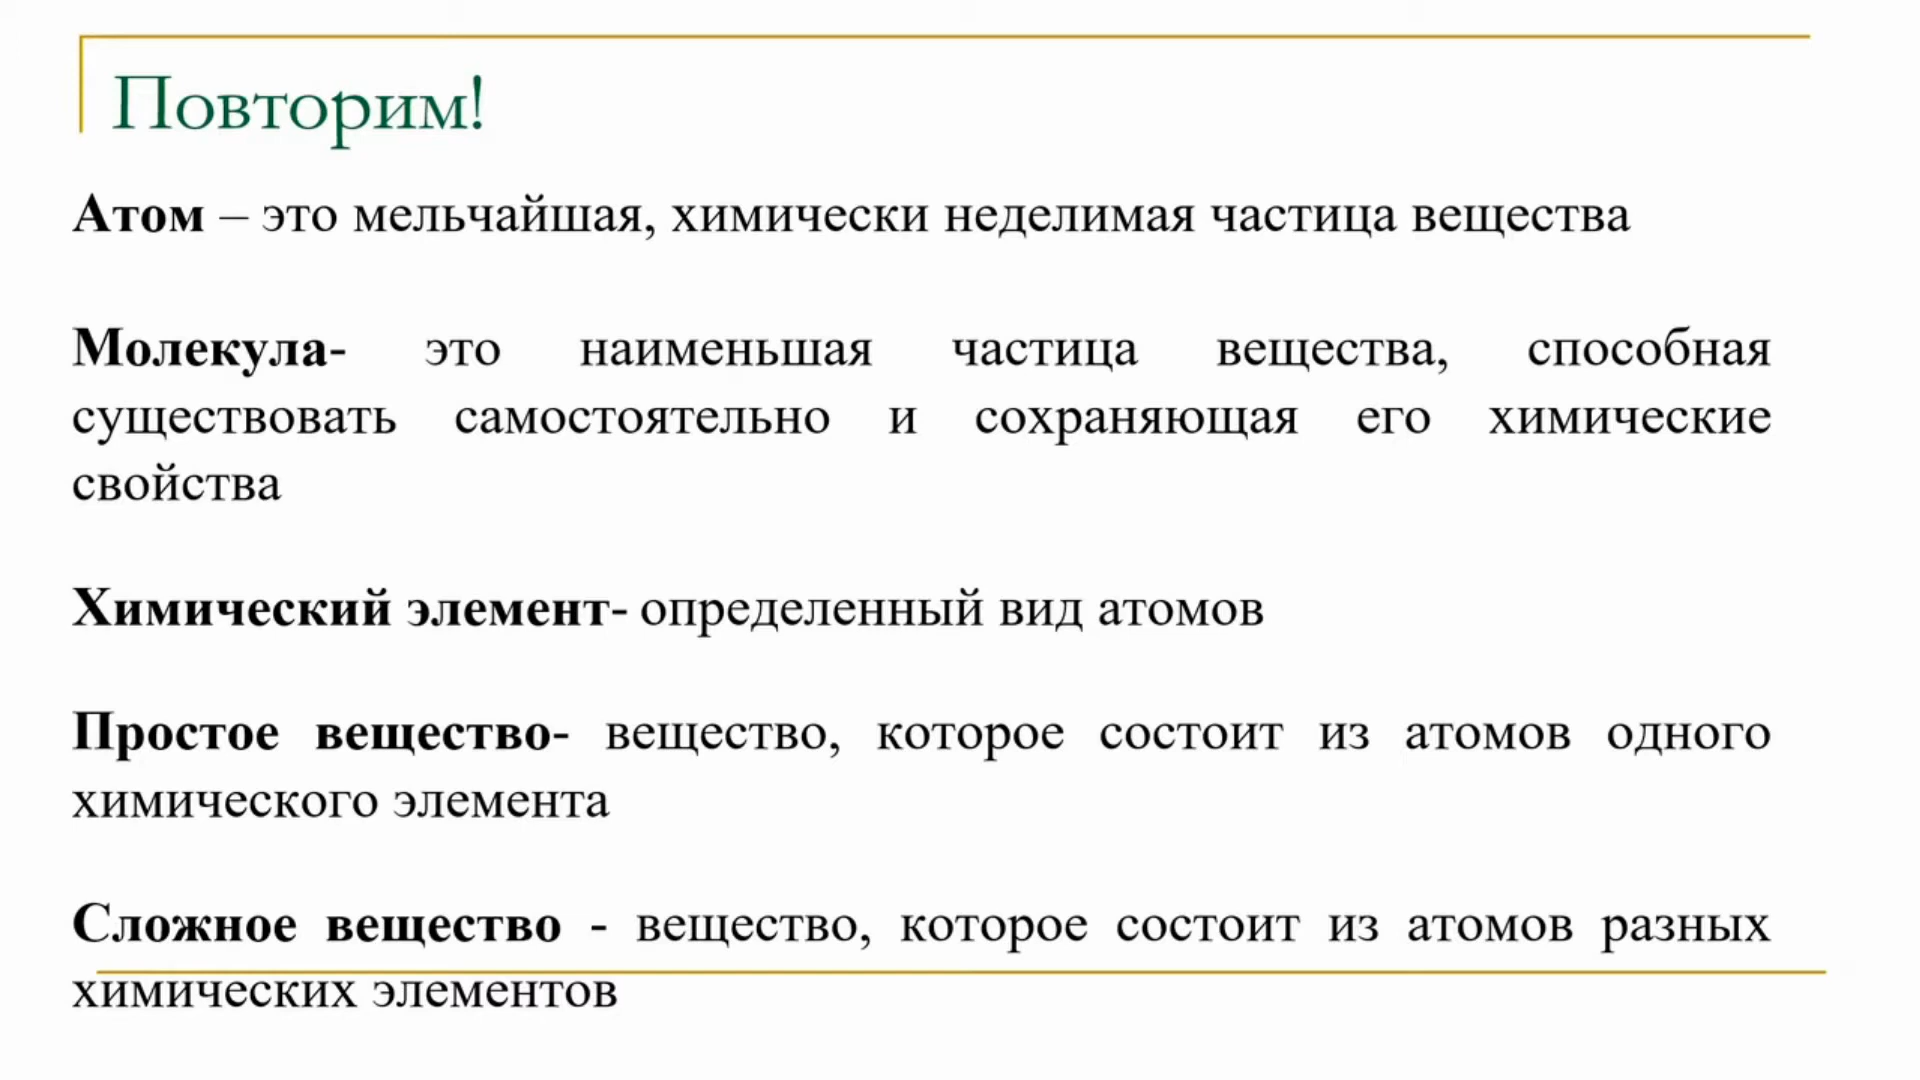 Повторим!
Атом – это мельчайшая, химически неделимая частица вещества
Молекула- это наименьшая частица вещества, способная
существовать самостоятельно и сохраняющая его химические
свойства
Химический элемент- определенный вид атомов
Простое вещество- вещество, которое состоит из атомов одного
химического элемента
Сложное вещество - вещество, которое состоит из атомов разных
химических элементов